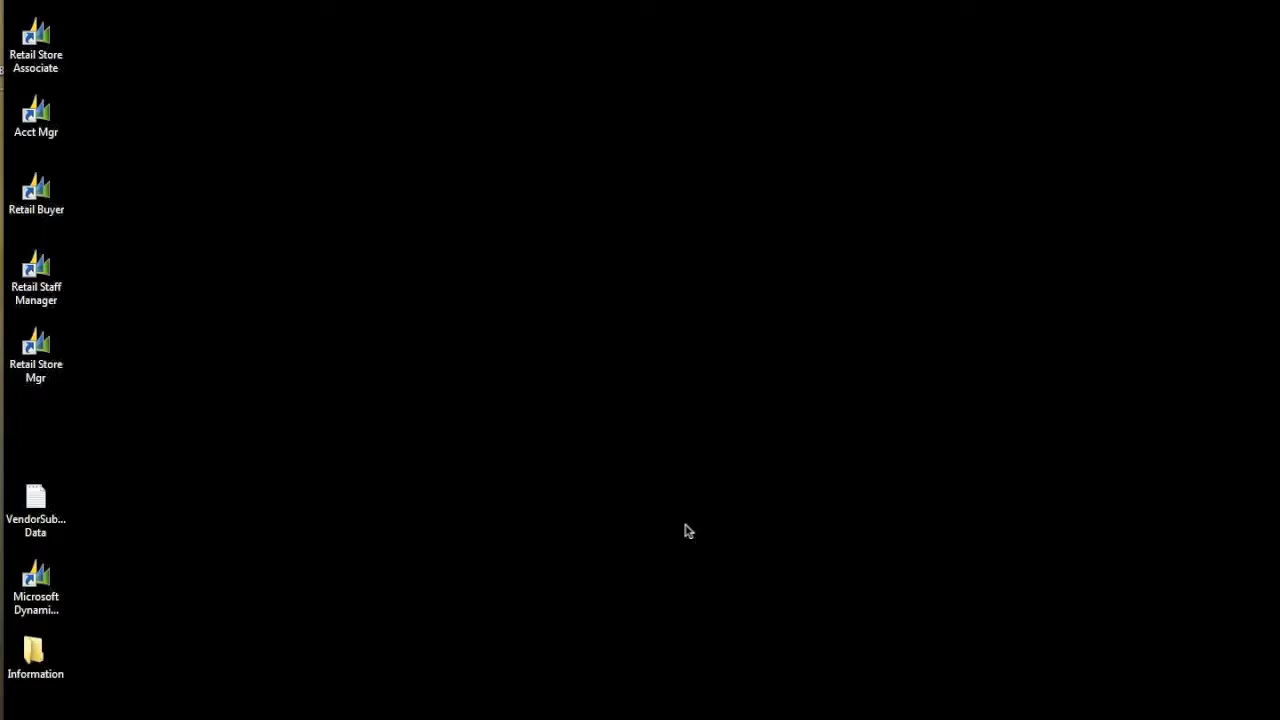 Retail Store
Associate
Acct Mgr
Retail Buyer
Retail Staff
Manager
Retail Store
Mgr
VendorSub...
Data
Microsoft
Dynami...
Information